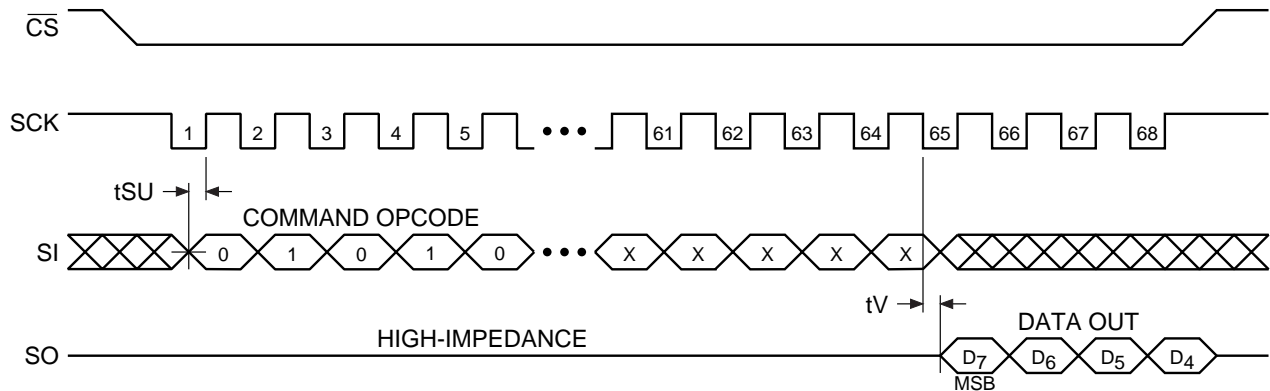 CS
SCK
1 2 3 4 5 ••• 61 62 63 64 65 66 67 68
tSU
COMMAND OPCODE
SI
0 1 0 1 0 ••• X X X X X
tV
HIGH-IMPEDANCE
DATA OUT
SO
D7 D6 D5 D4
MSB